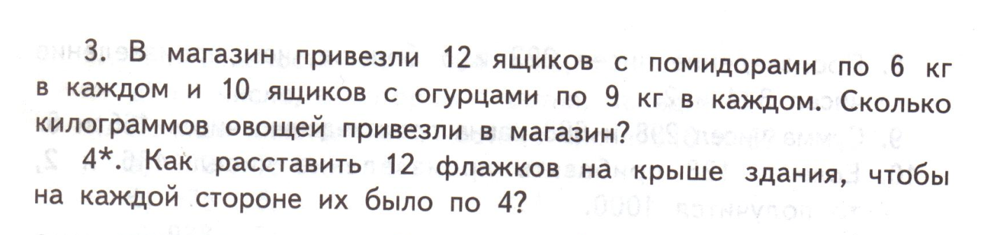 3. В магазин привезли 12 ящиков с помидорами по 6 кг
в каждом и 10 ящиков с огурцами по 9 кг в каждом. Сколько
килограммов овощей привезли в магазин?
4*. Как расставить 12 флажков на крыше здания, чтобы
на каждой стороне их было по 4?